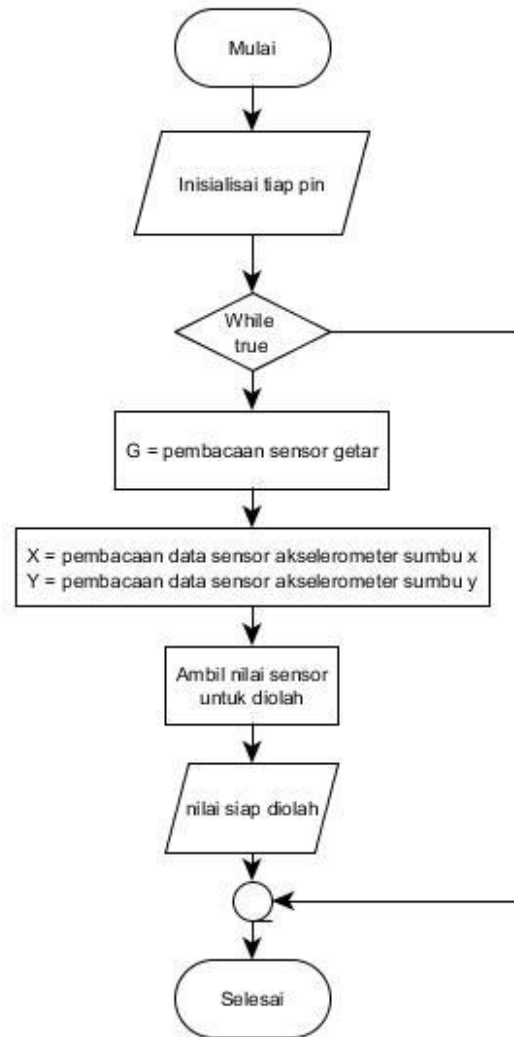 Mulai
Inisialisai tiap pin
While
true
G = pembacaan sensor getar
X = pembacaan data sensor akselerometer sumbu x
Y = pembacaan data sensor akselerometer sumbu y
Ambil nilai sensor
untuk diolah
nilai siap diolah
Selesai